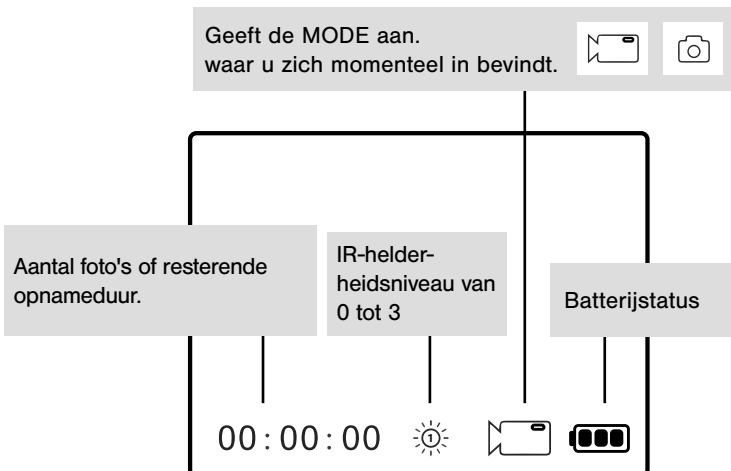 Geeft de MODE aan.
waar u zich momenteel in bevindt.
Aantal foto's of resterende
opnameduur.
IR-helder-
heidsniveau van
0 tot 3
Batterijstatus
00:00:00
1